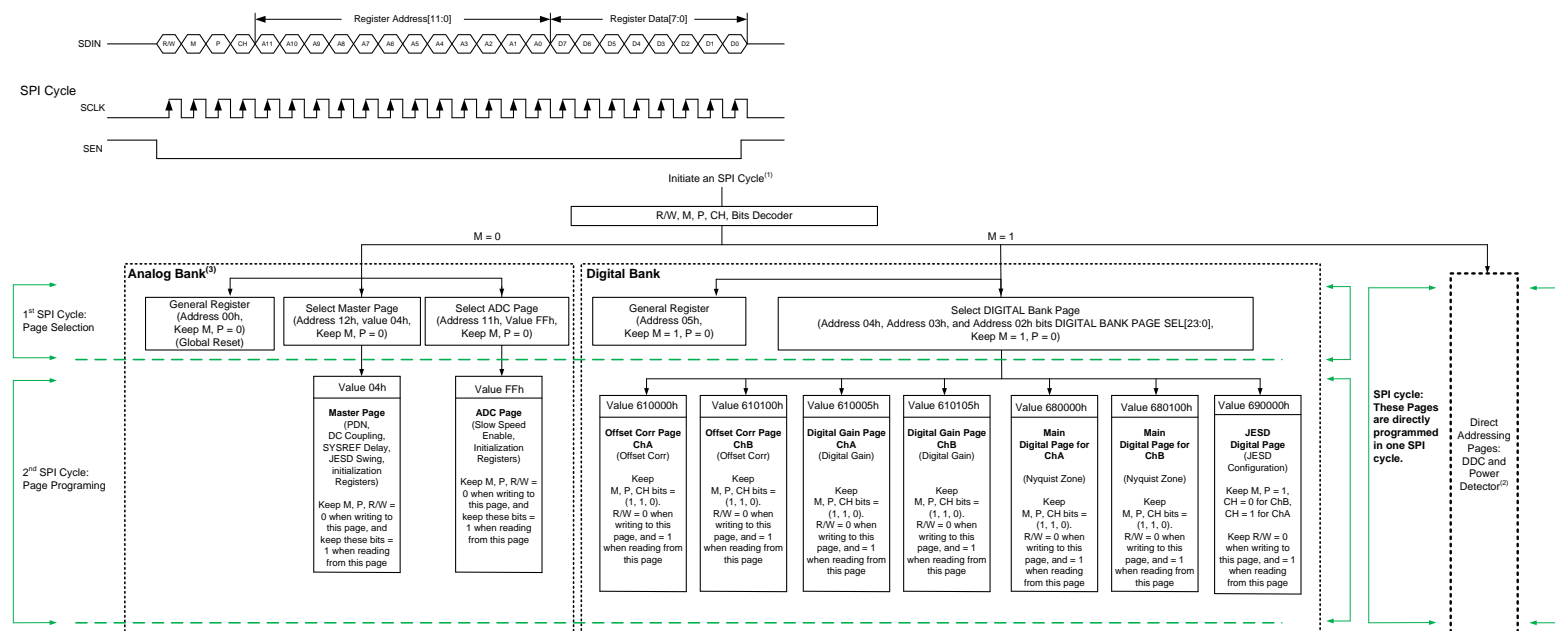 Register Address[11:0]
Register Data[7:0]
SDIN
R/W M P CH A11 A10 A9 A8 A7 A6 A5 A4 A3 A2 A1 A0 D7 D6 D5 D4 D3 D2 D1 D0
SPI Cycle
SCLK
SEN
Initiate an SPI Cycle(1)
R/W, M, P, CH, Bits Decoder
M = 0
M = 1
Analog Bank(3)
Digital Bank
1st SPI Cycle:
Page Selection
General Register
(Address 00h,
Keep M, P = 0)
(Global Reset)
Select Master Page
(Address 12h, value 04h,
Keep M, P = 0)
Select ADC Page
(Address 11h, Value FFh,
Keep M, P = 0)
General Register
(Address 05h,
Keep M = 1, P = 0)
Select DIGITAL Bank Page
(Address 04h, Address 03h, and Address 02h bits DIGITAL BANK PAGE SEL[23:0],
Keep M = 1, P = 0)
2nd SPI Cycle:
Page Programing
Value 04h
Master Page
(PDN,
DC Coupling,
SYSREF Delay,
JESD Swing,
initialization
Registers)
Keep M, P, R/W =
0 when writing to
this page, and
keep these bits =
1 when reading
from this page
Value FFh
ADC Page
(Slow Speed
Enable,
Initialization
Registers)
Keep M, P, R/W =
0 when writing to
this page, and
keep these bits =
1 when reading
from this page
Value 610000h
Offset Corr Page
ChA
(Offset Corr)
Keep
M, P, CH bits =
(1, 1, 0).
R/W = 0 when
writing to this
page, and = 1
when reading from
this page
Value 610100h
Offset Corr Page
ChB
(Offset Corr)
Keep
M, P, CH bits =
(1, 1, 0).
R/W = 0 when
writing to this
page, and = 1
when reading from
this page
Value 610005h
Digital Gain Page
ChA
(Digital Gain)
Keep
M, P, CH bits =
(1, 1, 0).
R/W = 0 when
writing to this
page, and = 1
when reading from
this page
Value 610105h
Digital Gain Page
ChB
(Digital Gain)
Keep
M, P, CH bits =
(1, 1, 0).
R/W = 0 when
writing to this
page, and = 1
when reading from
this page
Value 680000h
Main
Digital Page for
ChA
(Nyquist Zone)
Keep
M, P, CH bits =
(1, 1, 0).
R/W = 0 when
writing to this
page, and = 1
when reading
from this page
Value 680100h
Main
Digital Page for
ChB
(Nyquist Zone)
Keep
M, P, CH bits =
(1, 1, 0).
R/W = 0 when
writing to this
page, and = 1
when reading from
this page
Value 690000h
JESD
Digital Page
(JESD
Configuration)
Keep M, P = 1,
CH = 0 for ChB,
CH = 1 for ChA
Keep R/W = 0
when writing to
this page, and = 1
when reading
from this page
SPI cycle:
These Pages
are directly
programmed
in one SPI
cycle.
Direct
Addressing
Pages:
DDC and
Power
Detector(2)